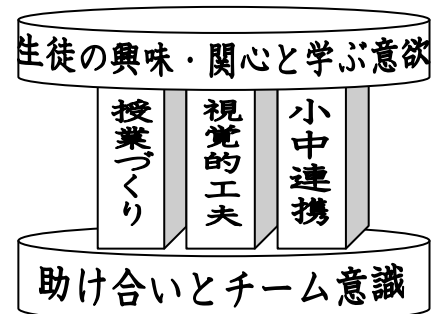 生徒の興味・関心と学ぶ意欲
授業づくり
視覚的工夫
小中連携
助け合いとチーム意識